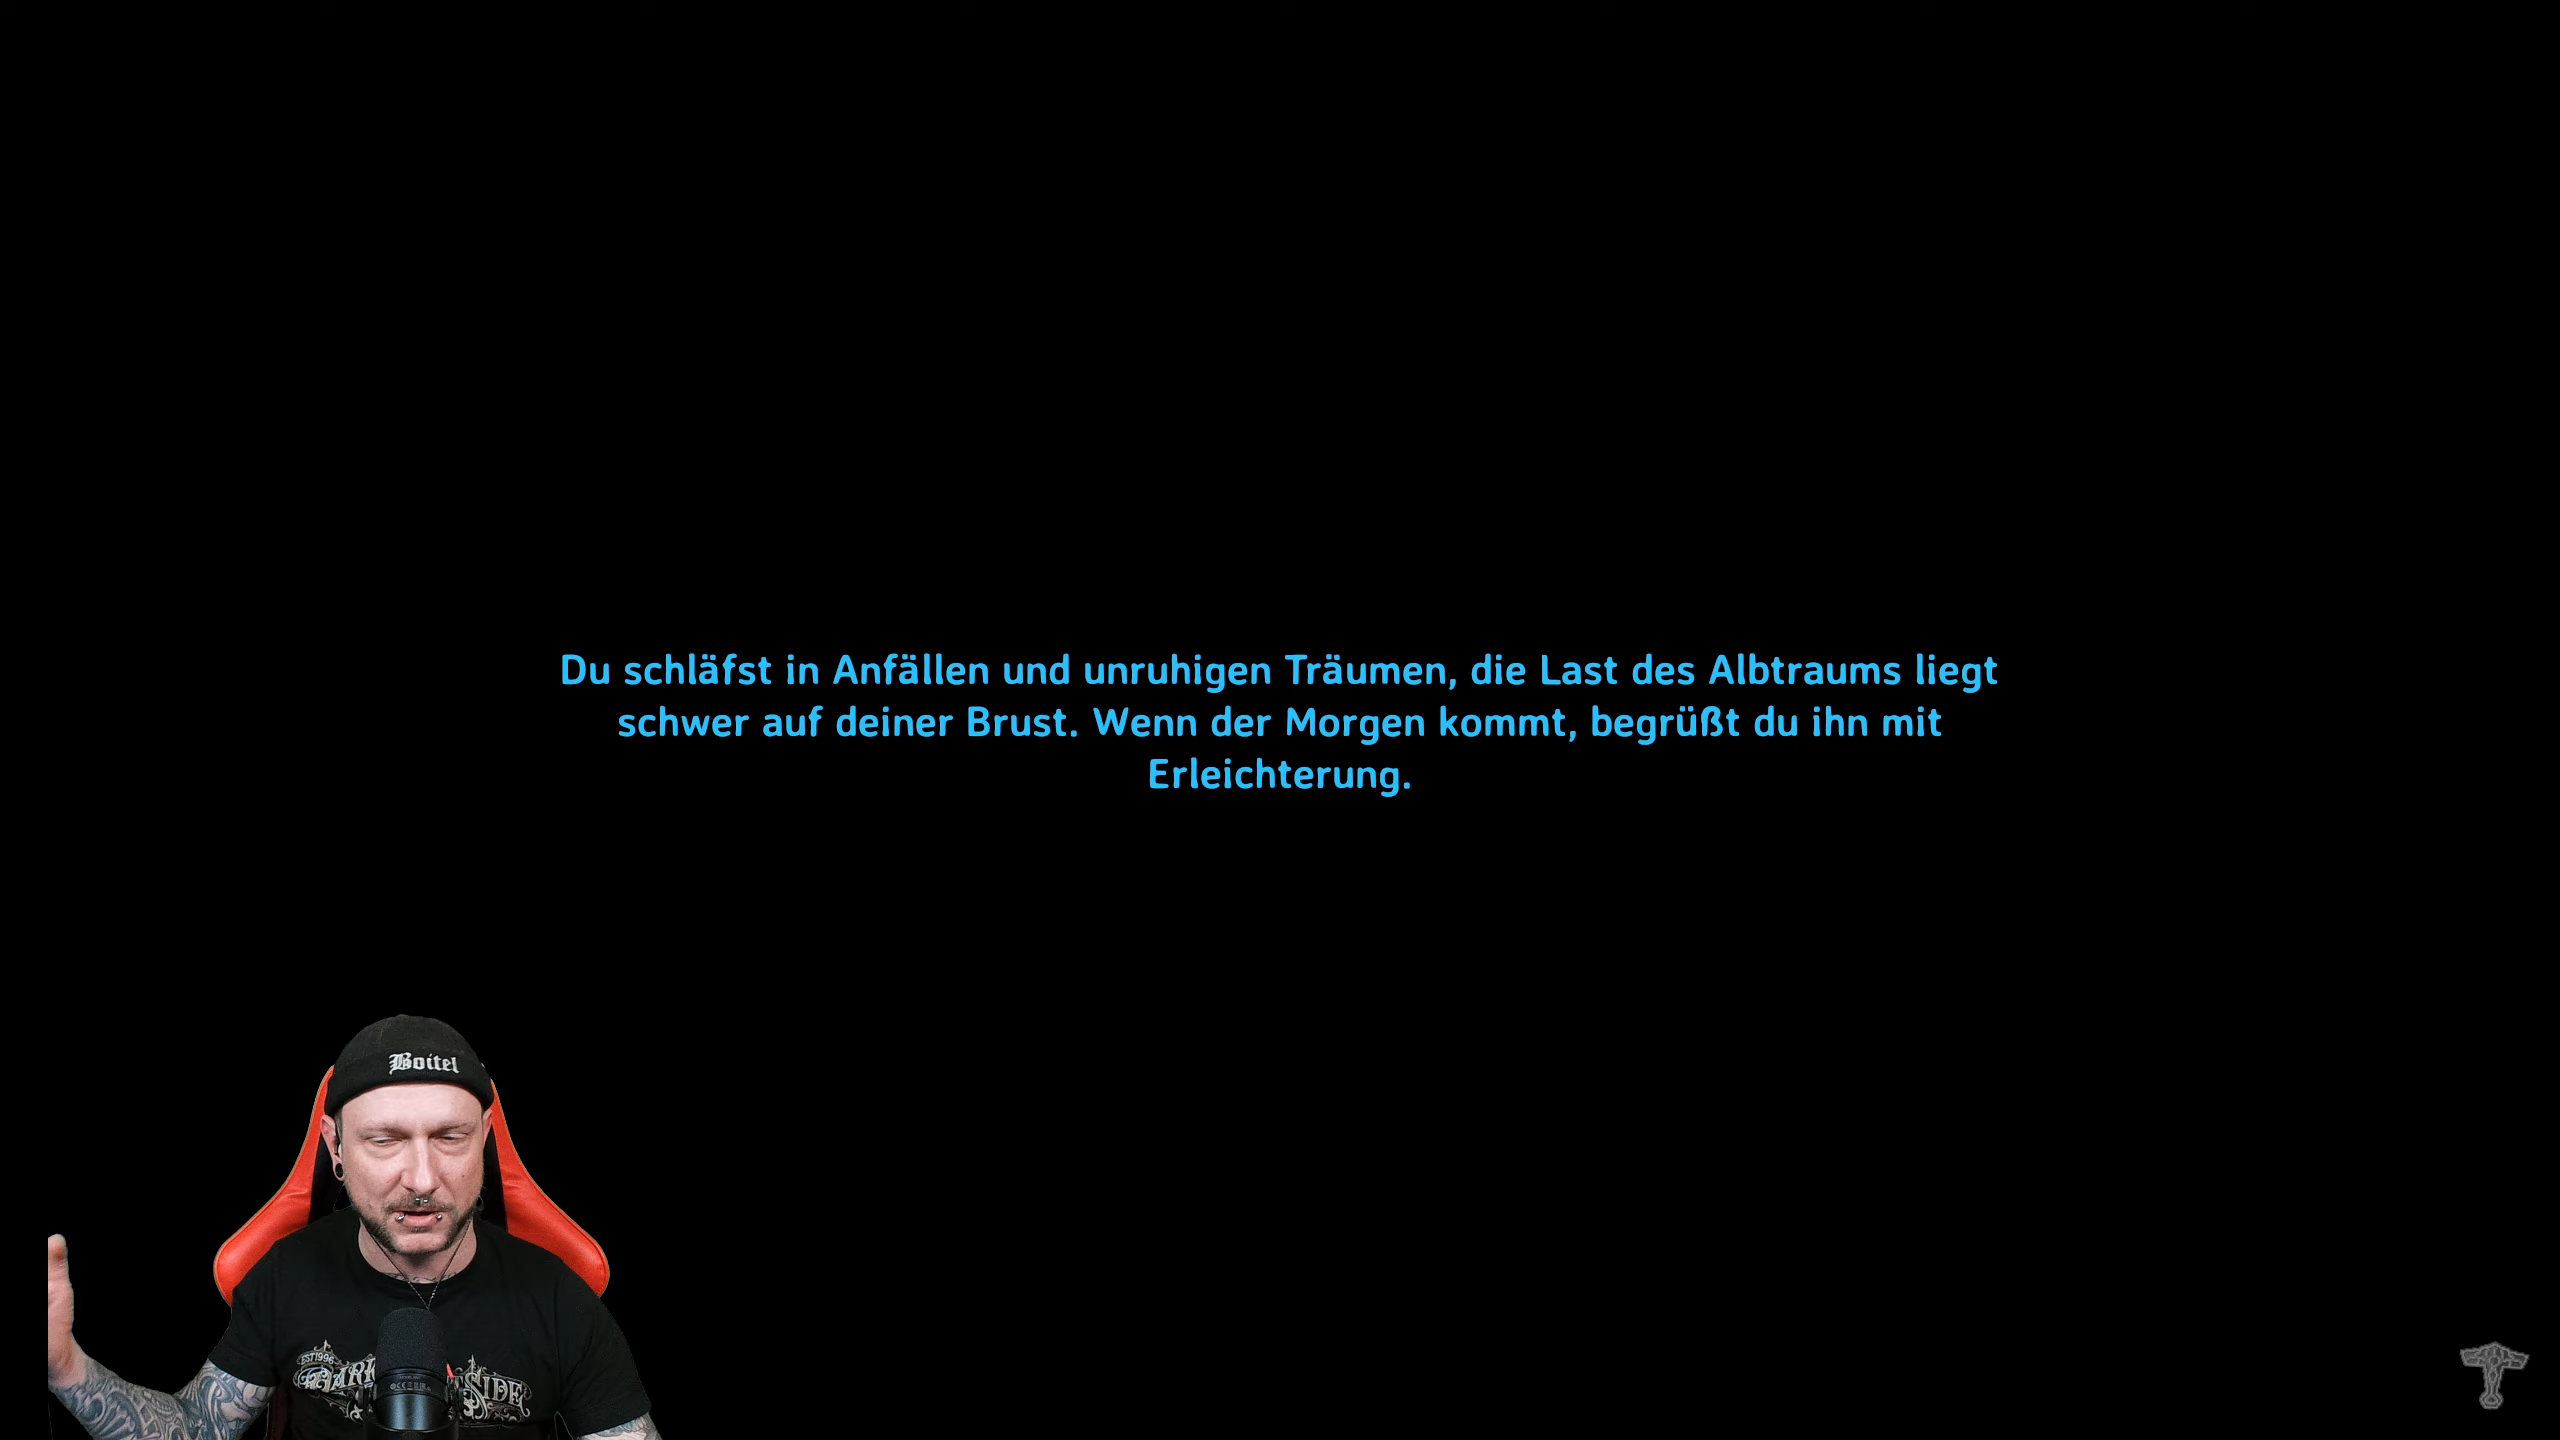 Du schläfst in Anfällen und unruhigen Träumen, die Last des Albtraums liegt
schwer auf deiner Brust. Wenn der Morgen kommt, begrüßt du ihn mit
Erleichterung.
Boitel
EST1996